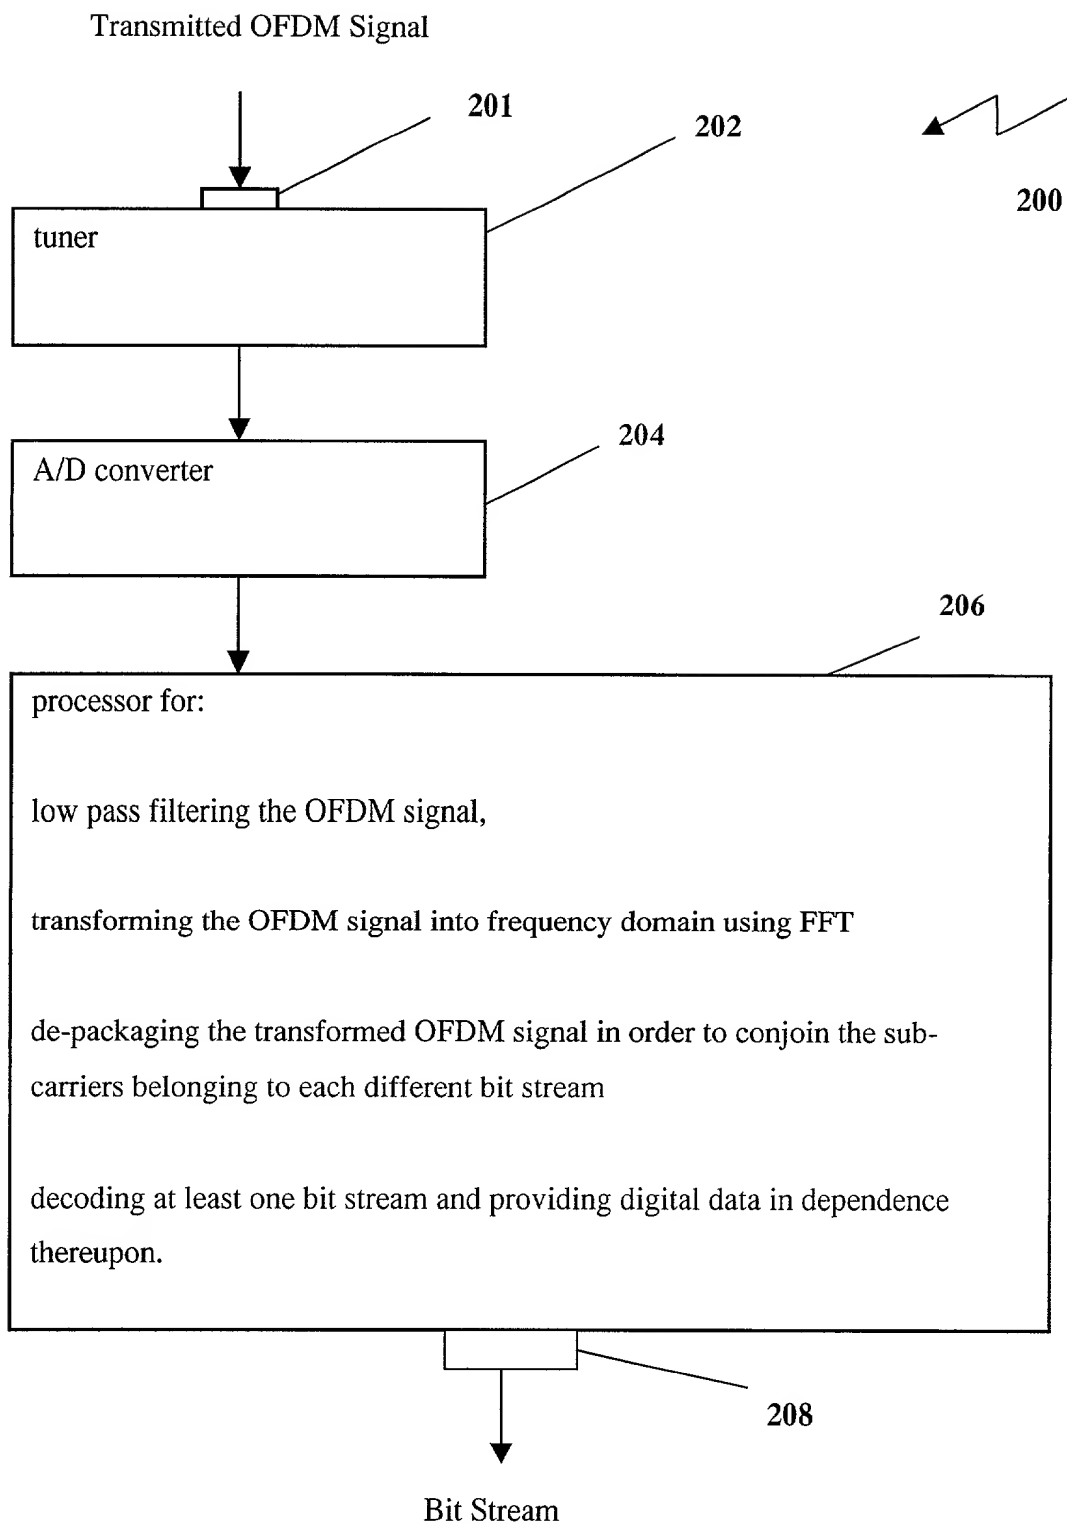 Transmitted OFDM Signal
201
202
200
tuner
204
A/D converter
206
processor for:
low pass filtering the OFDM signal,
transforming the OFDM signal into frequency domain using FFT
de-packaging the transformed OFDM signal in order to conjoin the sub-
carriers belonging to each different bit stream
decoding at least one bit stream and providing digital data in dependence
thereupon.
208
Bit Stream